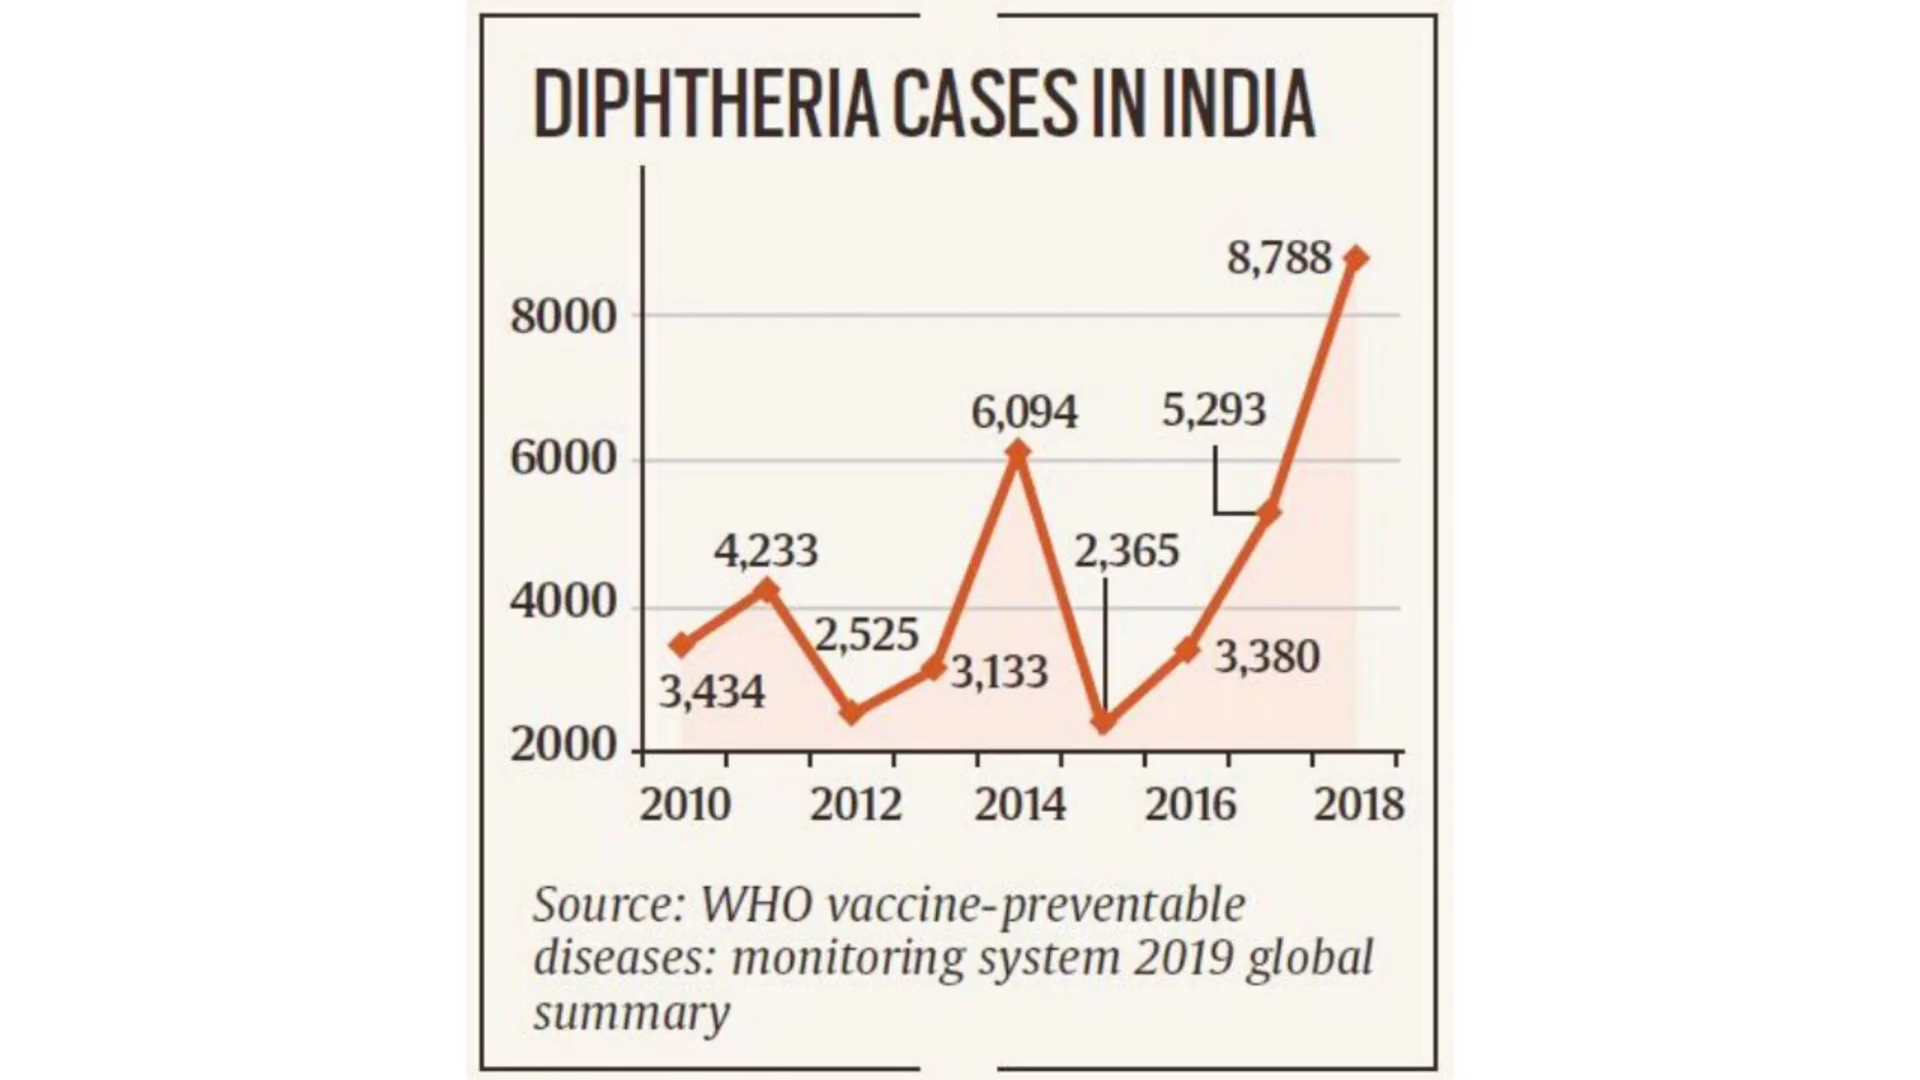 DIPHTHERIA CASES IN INDIA
8,788
8000
6,094
5,293
6000
4,233
2,365
4000
2,525
3,133
3,380
3,434
2000
2010 2012 2014 2016 2018
Source: WHO vaccine-preventable
diseases: monitoring system 2019 global
summary